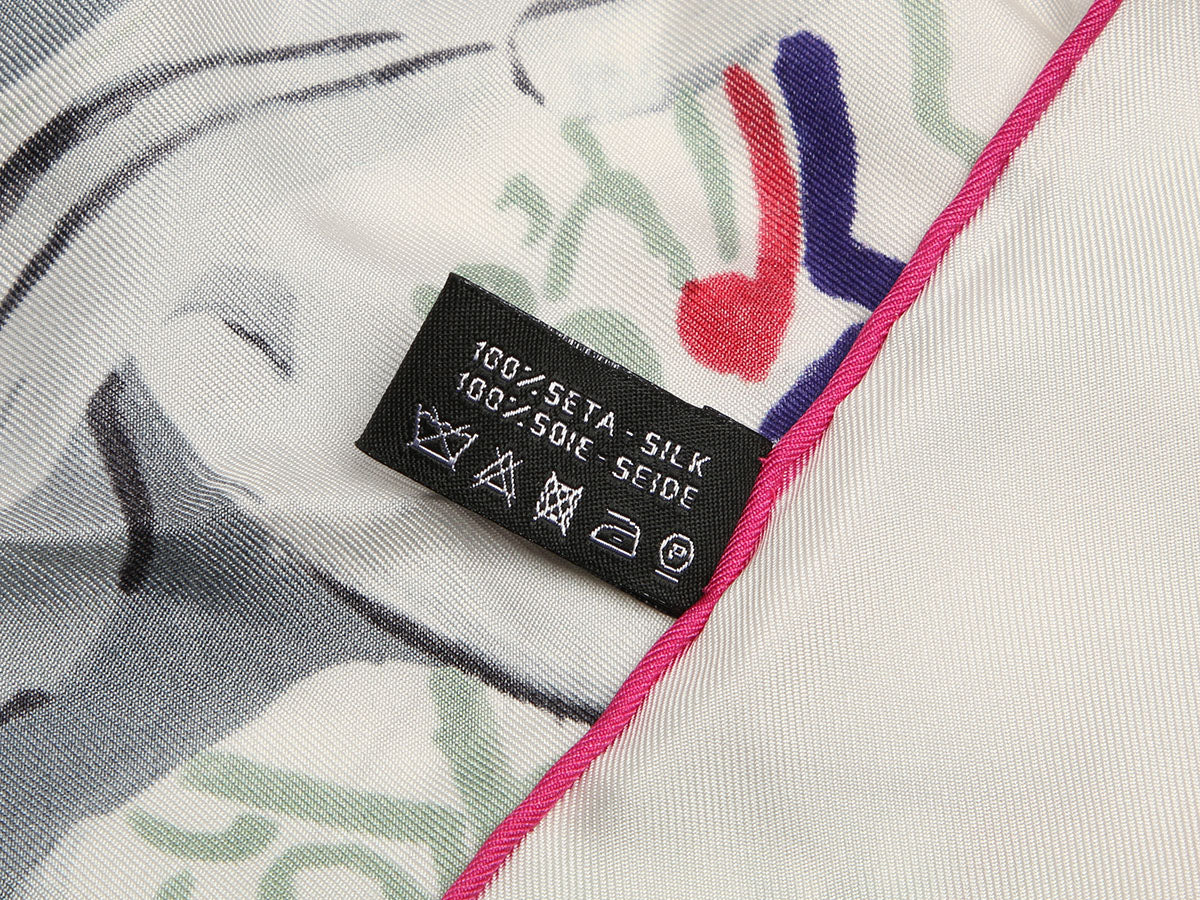 100% SETA - SILK
100% SOIE - SEIDE
P